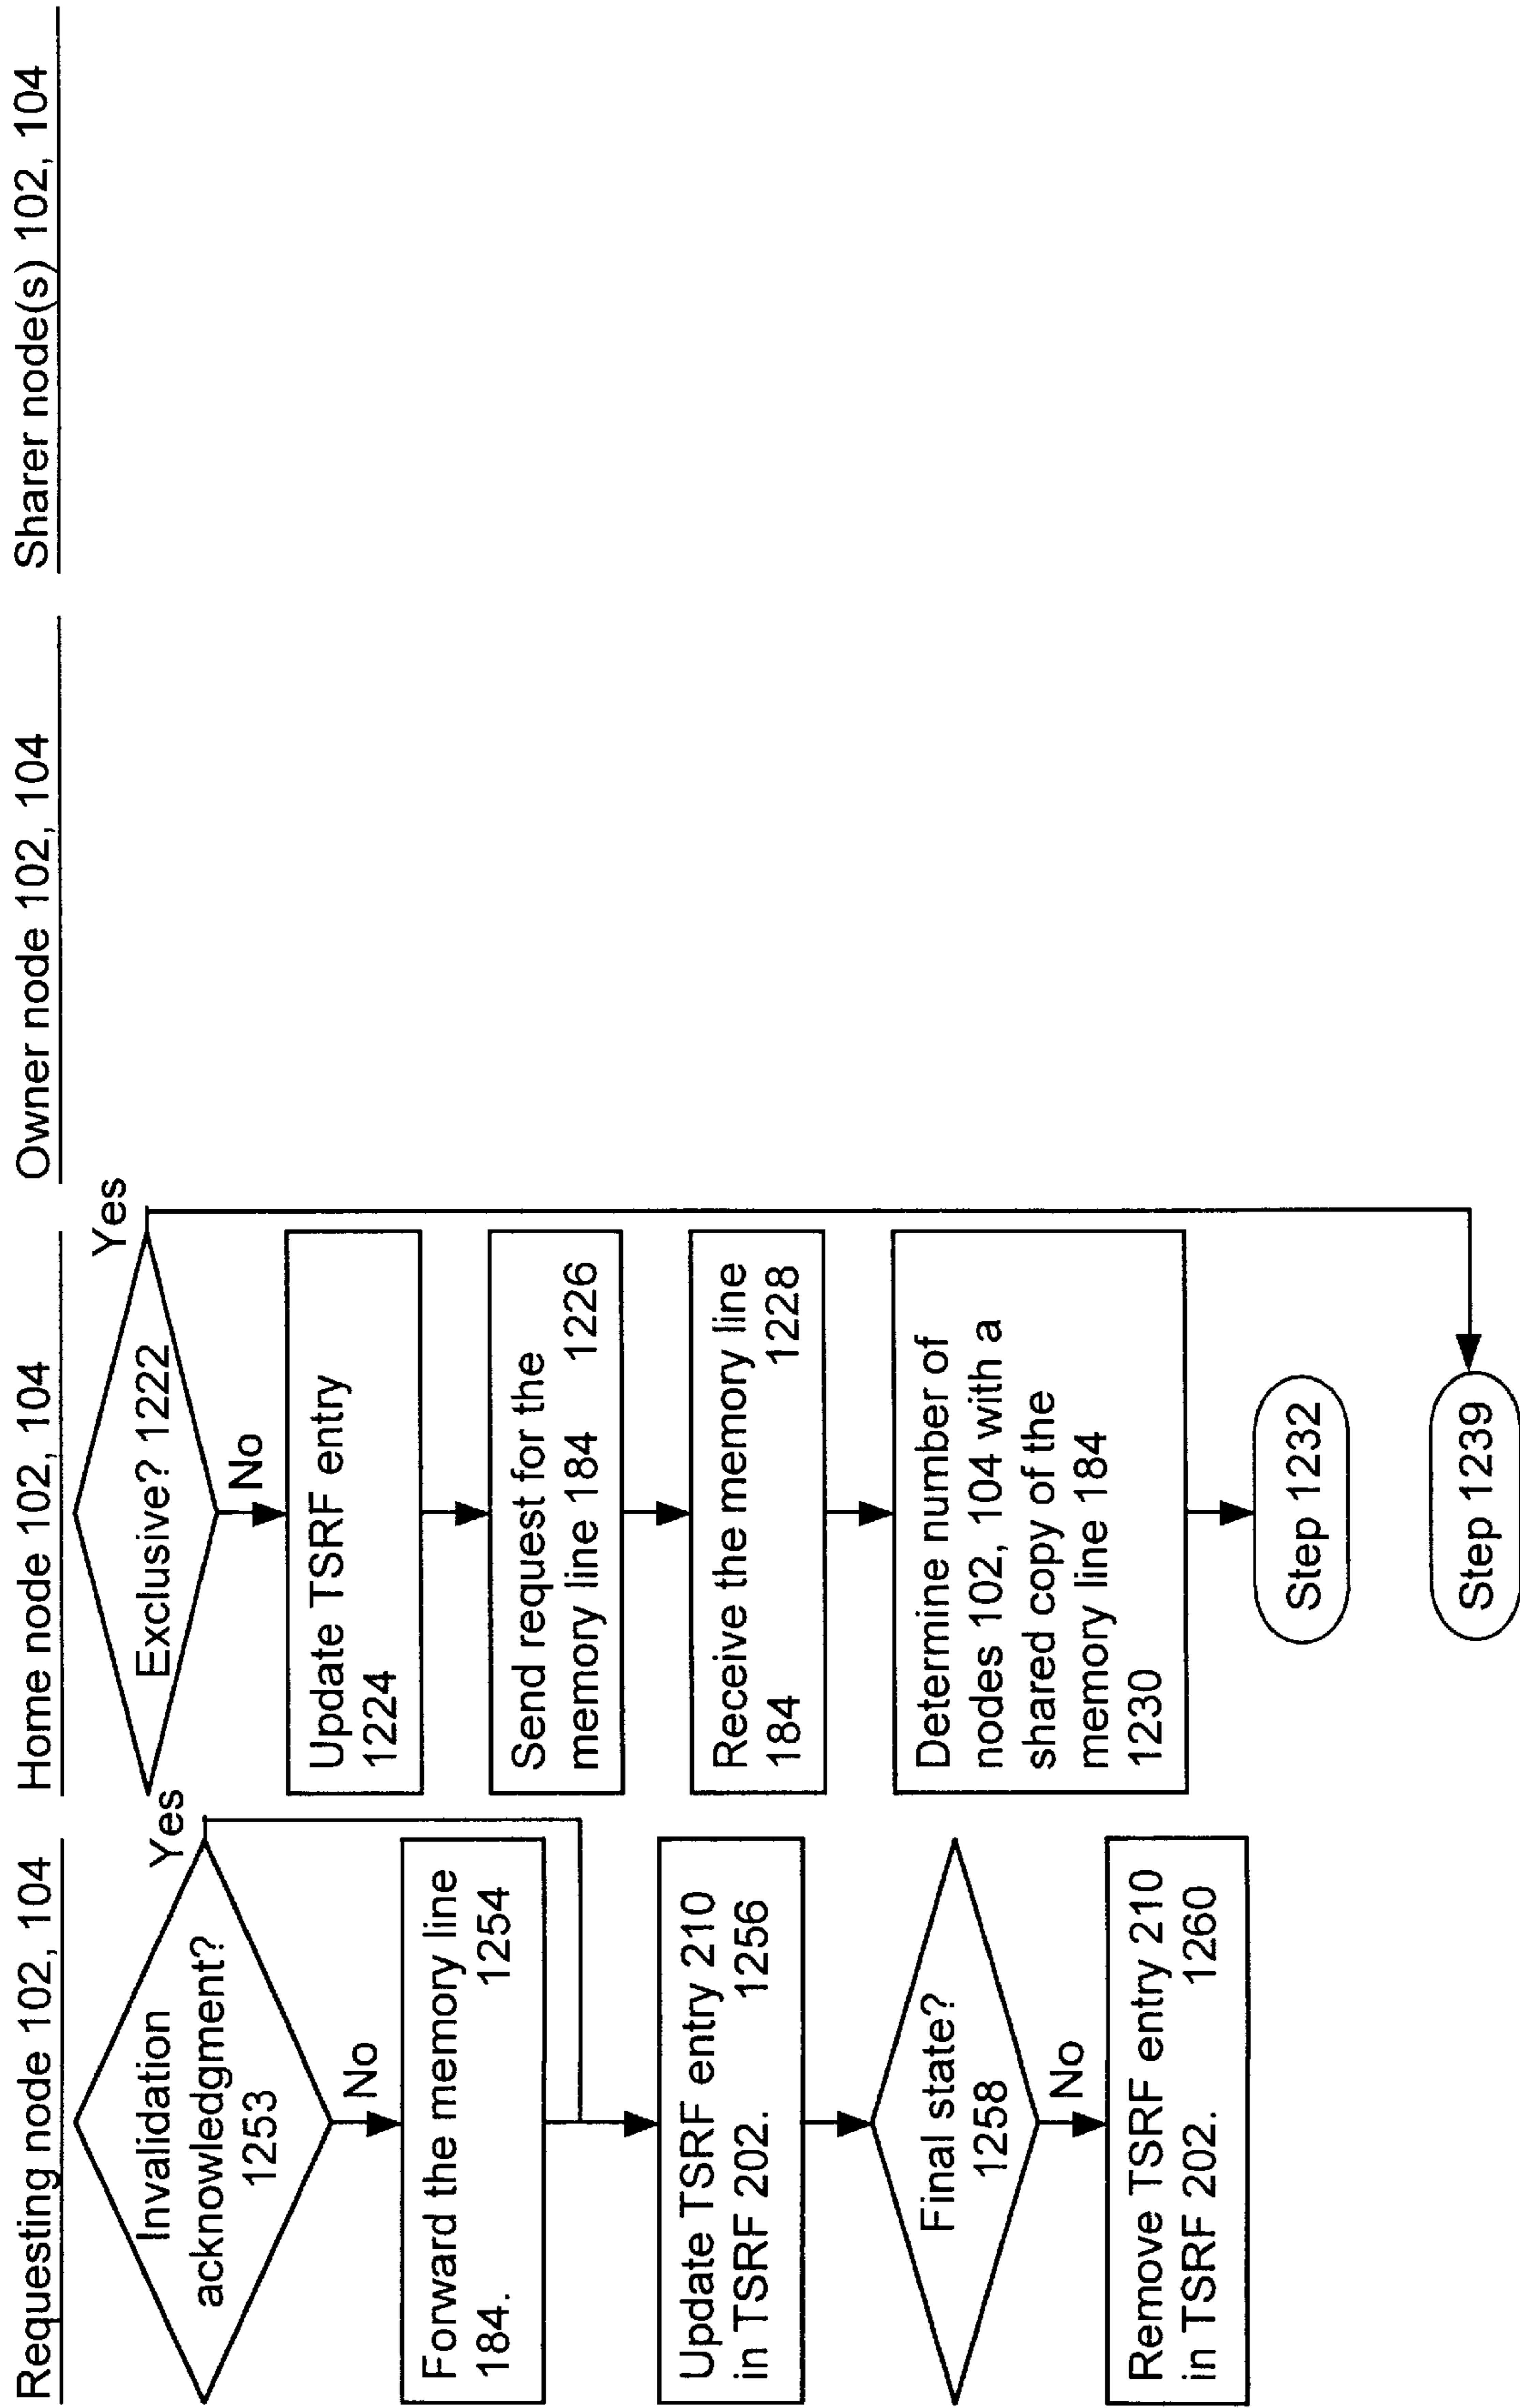 Requesting node 102, 104
Invalidation
acknowledgment?
1253
Yes
No
Forward the memory line
184. 1254
Update TSRF entry 210
in TSRF 202. 1256
Final state?
1258
No
Remove TSRF entry 210
in TSRF 202. 1260
Home node 102, 104
Exclusive? 1222
Yes
No
Update TSRF entry
1224
Send request for the
memory line 184 1226
Receive the memory line
184 1228
Determine number of
nodes 102, 104 with a
shared copy of the
memory line 184
1230
Step 1232
Step 1239
Owner node 102, 104
Sharer node(s) 102, 104